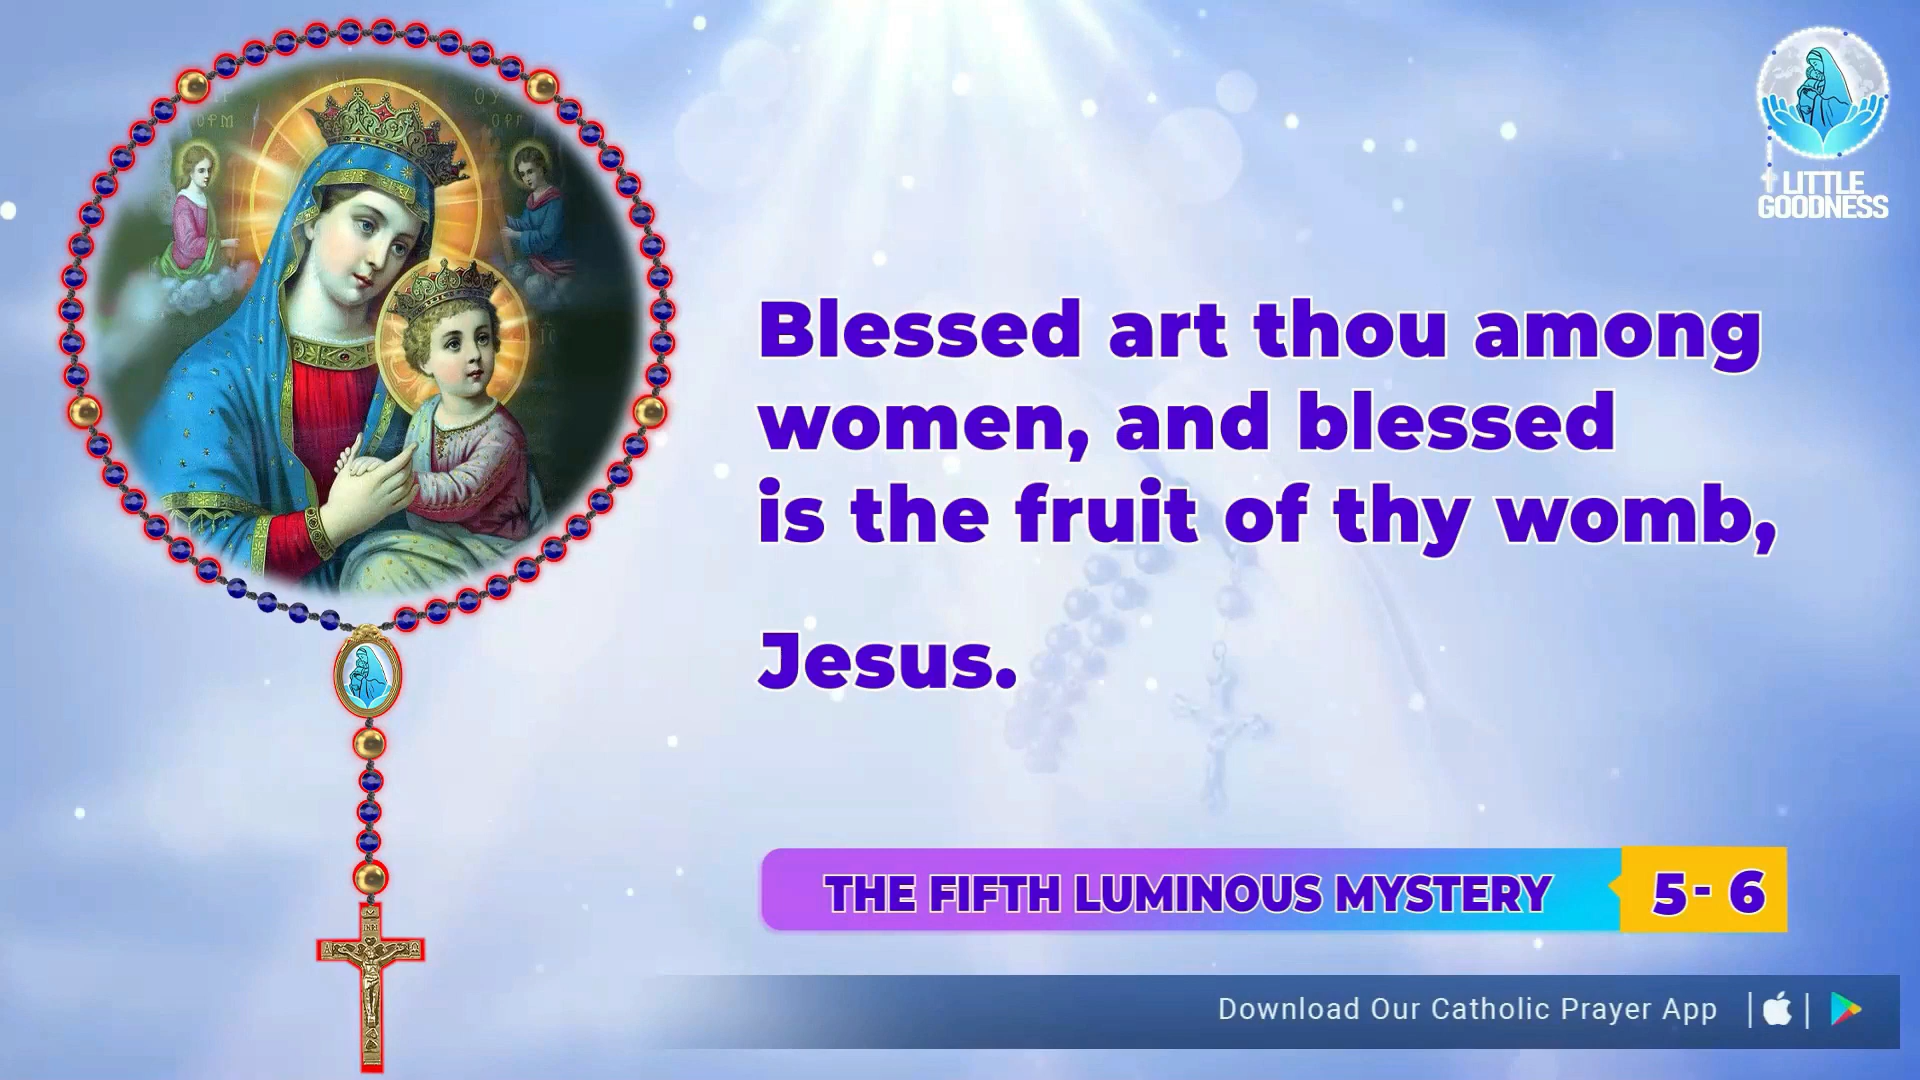 LITTLE
GOODNESS
Blessed art thou among
women, and blessed
is the fruit of thy womb,
Jesus.
THE FIFTH LUMINOUS MYSTERY
5- 6
INRI
Download Our Catholic Prayer App